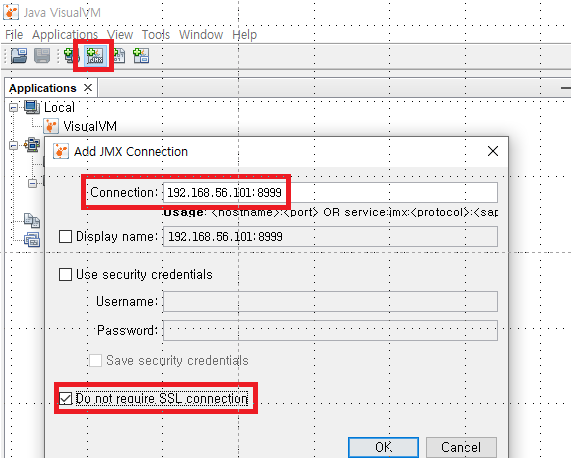 Java VisualVM
File Applications View Tools Window Help
Applications
Local
VisualVM
Add JMX Connection
Connection: 192.168.56.101:8999
Usage: <hostname>:<port> OR service:jmx:<protocol>:<sap
Display name: 192.168.56.101:8999
Use security credentials
Username:
Password:
Save security credentials
Do not require SSL connection
OK Cancel